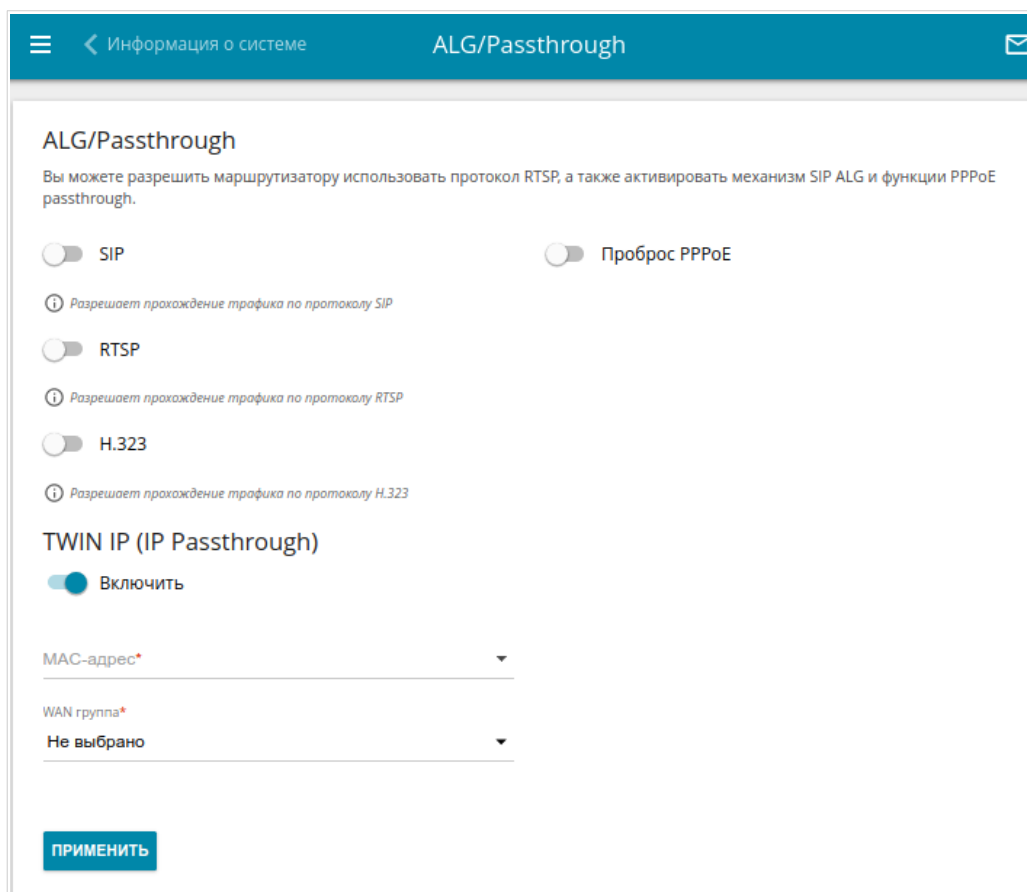 Информация о системе
ALG/Passthrough
ALG/Passthrough
Вы можете разрешить маршрутизатору использовать протокол RTSP, а также активировать механизм SIP ALG и функции PPPoE
passthrough.
SIP
Проброс PPPoE
Разрешает прохождение трафика по протоколу SIP
RTSP
Разрешает прохождение трафика по протоколу RTSP
H.323
Разрешает прохождение трафика по протоколу H.323
TWIN IP (IP Passthrough)
Включить
MAC-адрес*
WAN группа*
Не выбрано
ПРИМЕНИТЬ